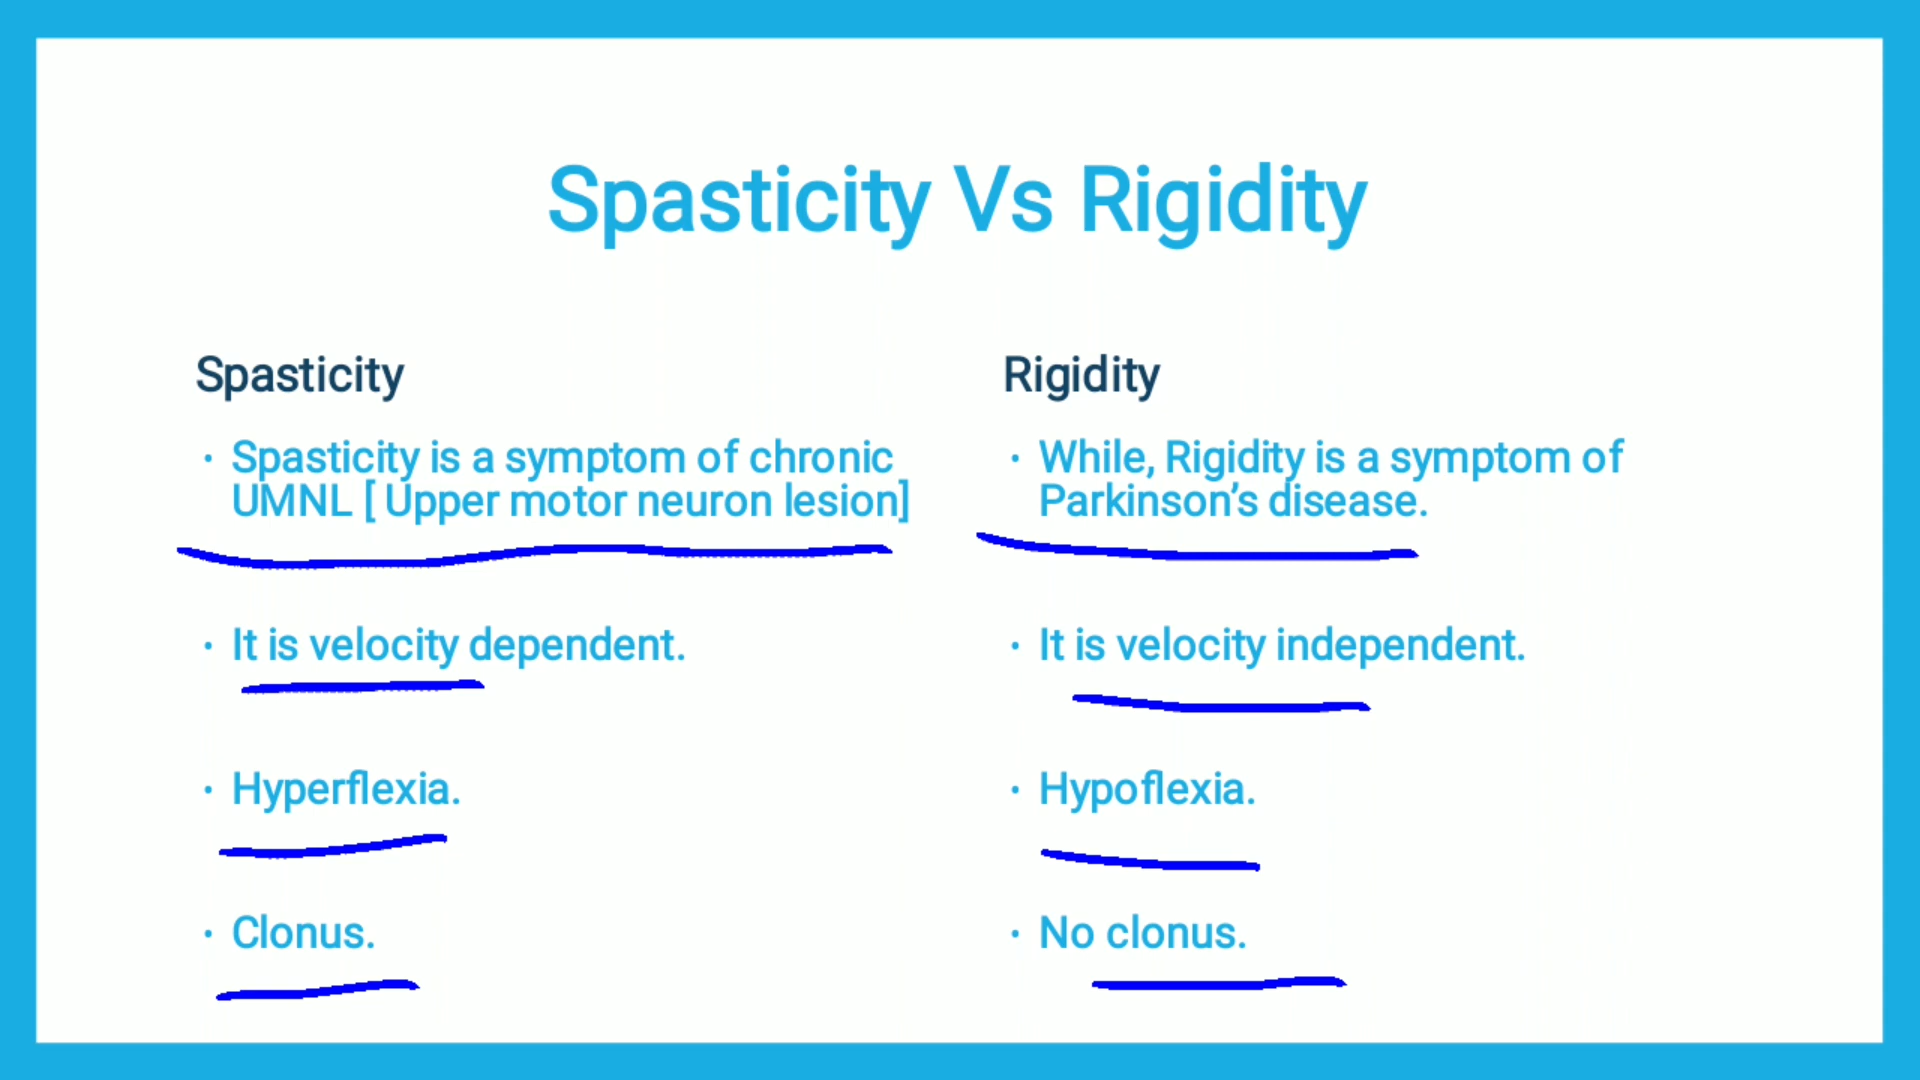 Spasticity Vs Rigidity
Spasticity
· Spasticity is a symptom of chronic
UMNL [ Upper motor neuron lesion]
· It is velocity dependent.
· Hyperflexia.
· Clonus.
Rigidity
· While, Rigidity is a symptom of
Parkinson’s disease.
· It is velocity independent.
· Hypoflexia.
· No clonus.